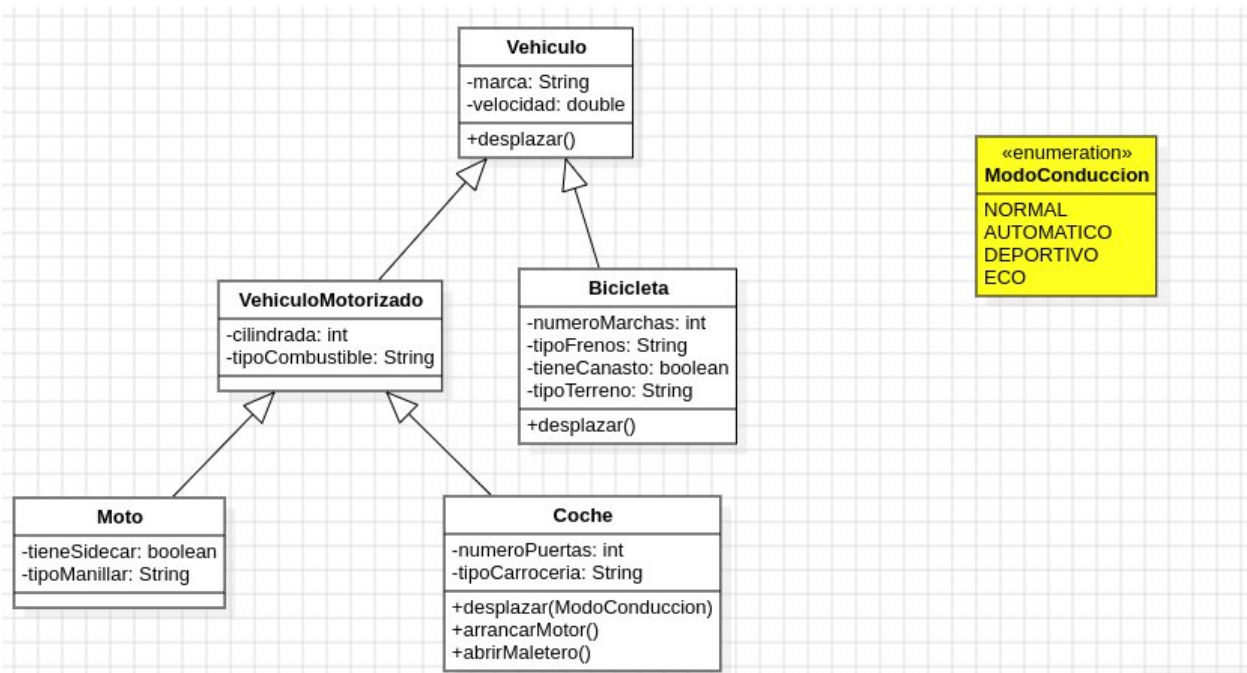 Vehiculo
-marca: String
-velocidad: double
+desplazar()
«enumeration»
ModoConduccion
NORMAL
AUTOMATICO
DEPORTIVO
ECO
VehiculoMotorizado
-cilindrada: int
-tipoCombustible: String
Bicicleta
-numeroMarchas: int
-tipoFrenos: String
-tieneCanasto: boolean
-tipoTerreno: String
+desplazar()
Moto
-tieneSidecar: boolean
-tipoManillar: String
Coche
-numeroPuertas: int
-tipoCarroceria: String
+desplazar(ModoConduccion)
+arrancarMotor()
+abrirMaletero()